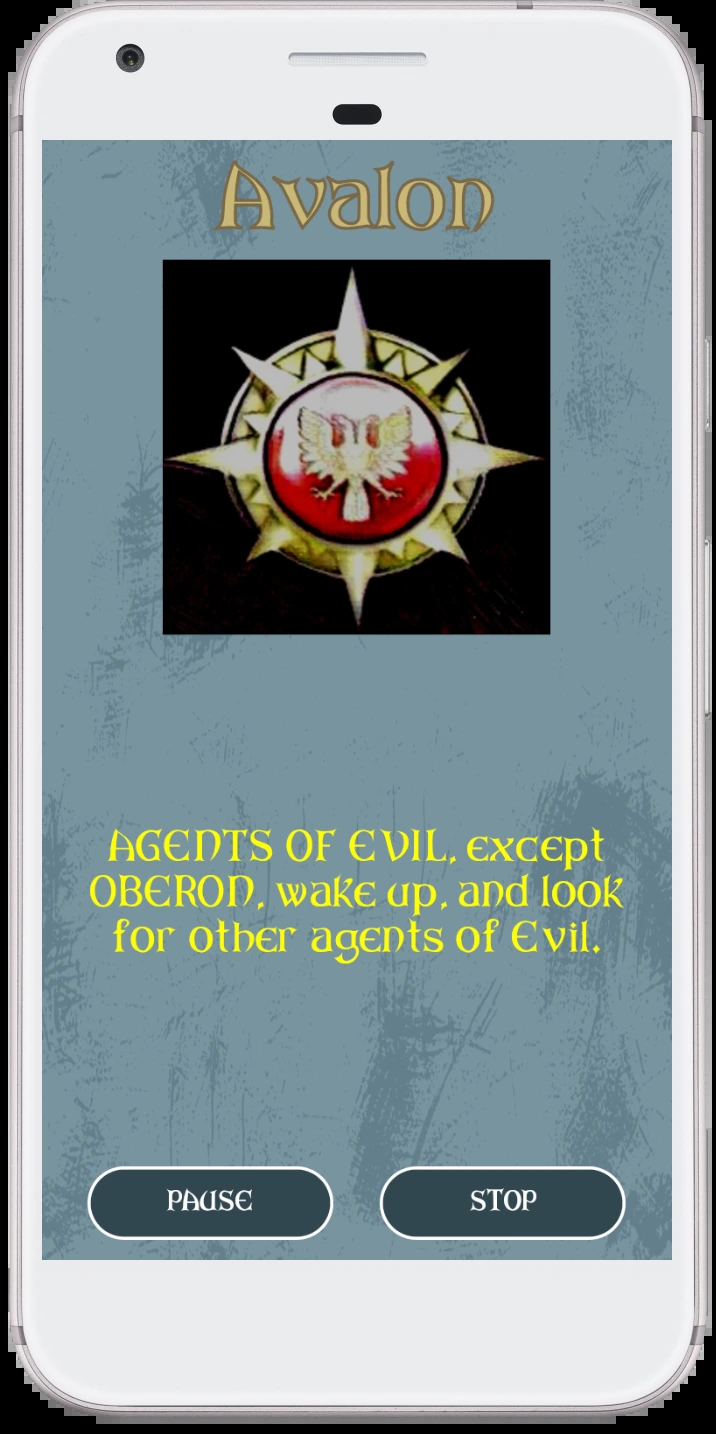 Avalon
AGENTS OF EVIL, except
OBERON, wake up, and look
for other agents of Evil.
PAUSE
STOP